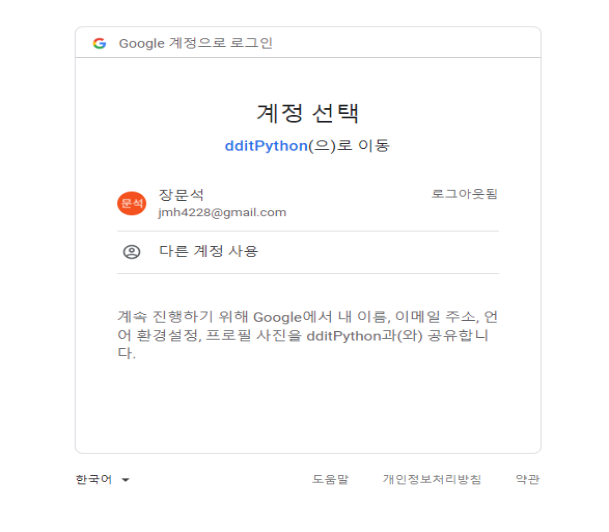 Google 계정으로 로그인
계정 선택
dditPython(으)로 이동
문석
장문석
로그아웃됨
jmh4228@gmail.com
다른 계정 사용
계속 진행하기 위해 Google에서 내 이름, 이메일 주소, 언
어 환경설정, 프로필 사진을 dditPython과(와) 공유합니
다.
한국어
도움말
개인정보처리방침
약관